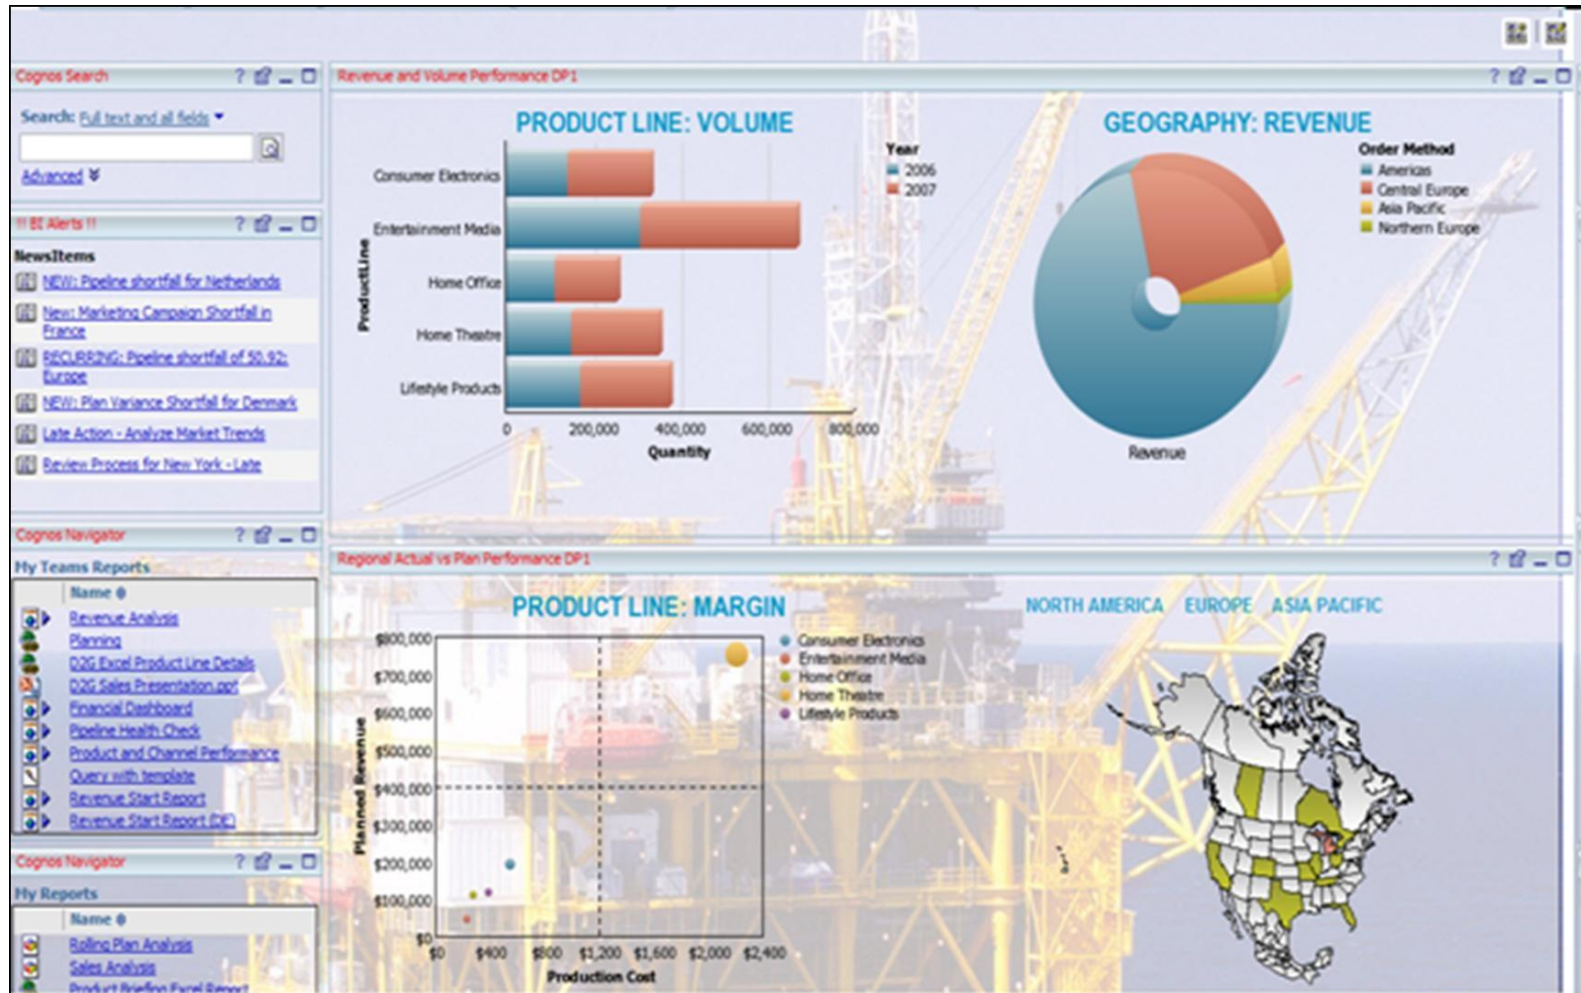 Cognos Search
Search: Full text and all fields
Advanced
!! BI Alerts !!
NewsItems
NEW: Pipeline shortfall for Netherlands
New: Marketing Campaign Shortfall in
France
RECURRING: Pipeline shortfall of 50.92:
Europe
NEW: Plan Variance Shortfall for Denmark
Late Action - Analyze Market Trends
Review Process for New York - Late
Cognos Navigator
My Teams Reports
Name
Revenue Analysis
Planning
D2G Excel Product Line Details
D2G Sales Presentation.ppt
Financial Dashboard
Pipeline Health Check
Product and Channel Performance
Query with template
Revenue Start Report
Revenue Start Report (DE)
Cognos Navigator
My Reports
Name
Rolling Plan Analysis
Sales Analysis
Product Briefing Excel Report
Revenue and Volume Performance DP1
PRODUCT LINE: VOLUME
Year
2006
2007
ProductLine
Consumer Electronics
Entertainment Media
Home Office
Home Theatre
Lifestyle Products
0 200,000 400,000 600,000 800,000
Quantity
GEOGRAPHY: REVENUE
Order Method
Americas
Central Europe
Asia Pacific
Northern Europe
Revenue
Regional Actual vs Plan Performance DP1
PRODUCT LINE: MARGIN
Consumer Electronics
Entertainment Media
Home Office
Home Theatre
Lifestyle Products
Planned Revenue
$800,000
$700,000
$600,000
$500,000
$400,000
$300,000
$200,000
$100,000
$0
$0 $400 $800 $1,200 $1,600 $2,000 $2,400
Production Cost
NORTH AMERICA EUROPE ASIA PACIFIC